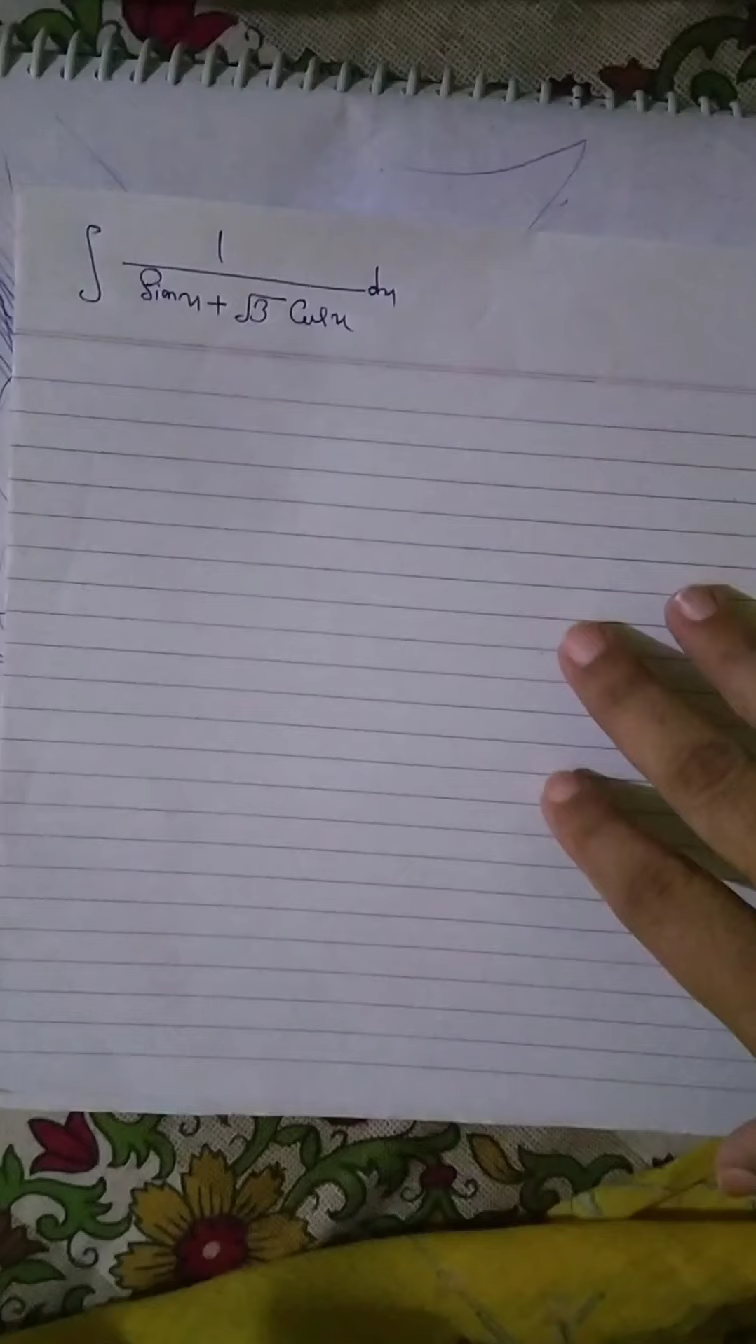 ∫ 1 / (Sinx + √3 Cosx) dx